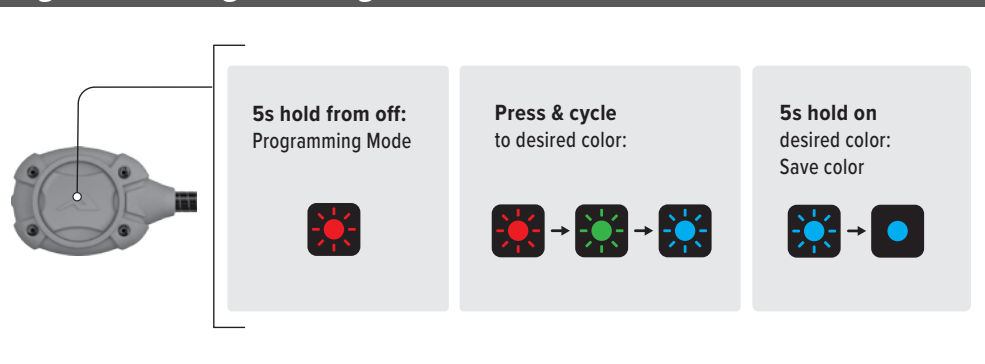 5s hold from off:
Programming Mode
Press & cycle
to desired color:
5s hold on
desired color:
Save color